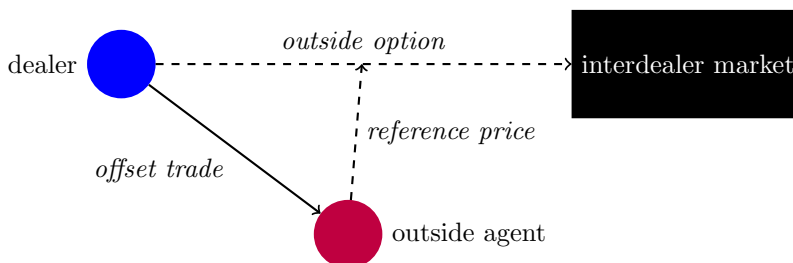 outside option
dealer
interdealer market
reference price
offset trade
outside agent